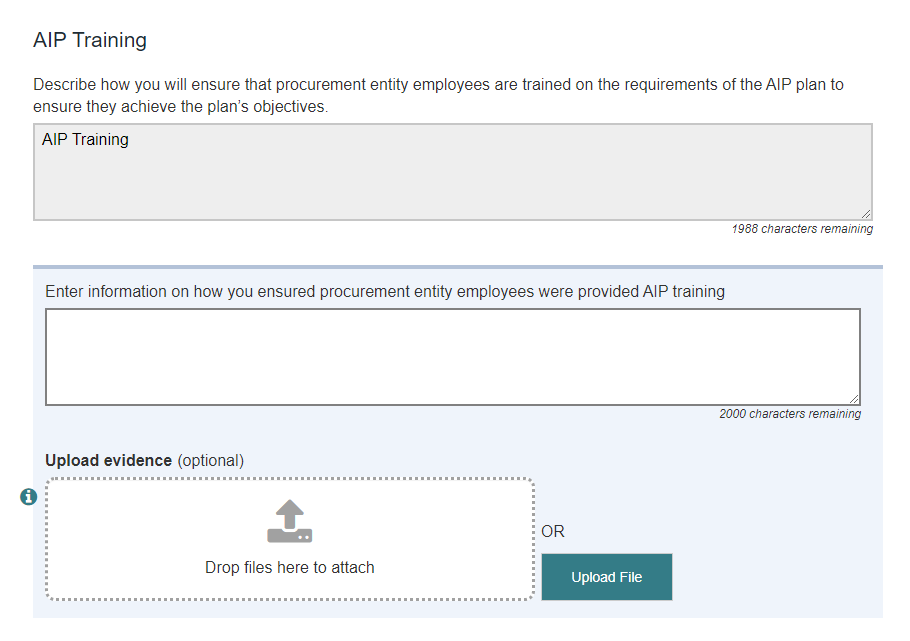 AIP Training
Describe how you will ensure that procurement entity employees are trained on the requirements of the AIP plan to
ensure they achieve the plan's objectives.
AIP Training
1988 characters remaining
Enter information on how you ensured procurement entity employees were provided AIP training
2000 characters remaining
Upload evidence (optional)
Drop files here to attach
OR
Upload File